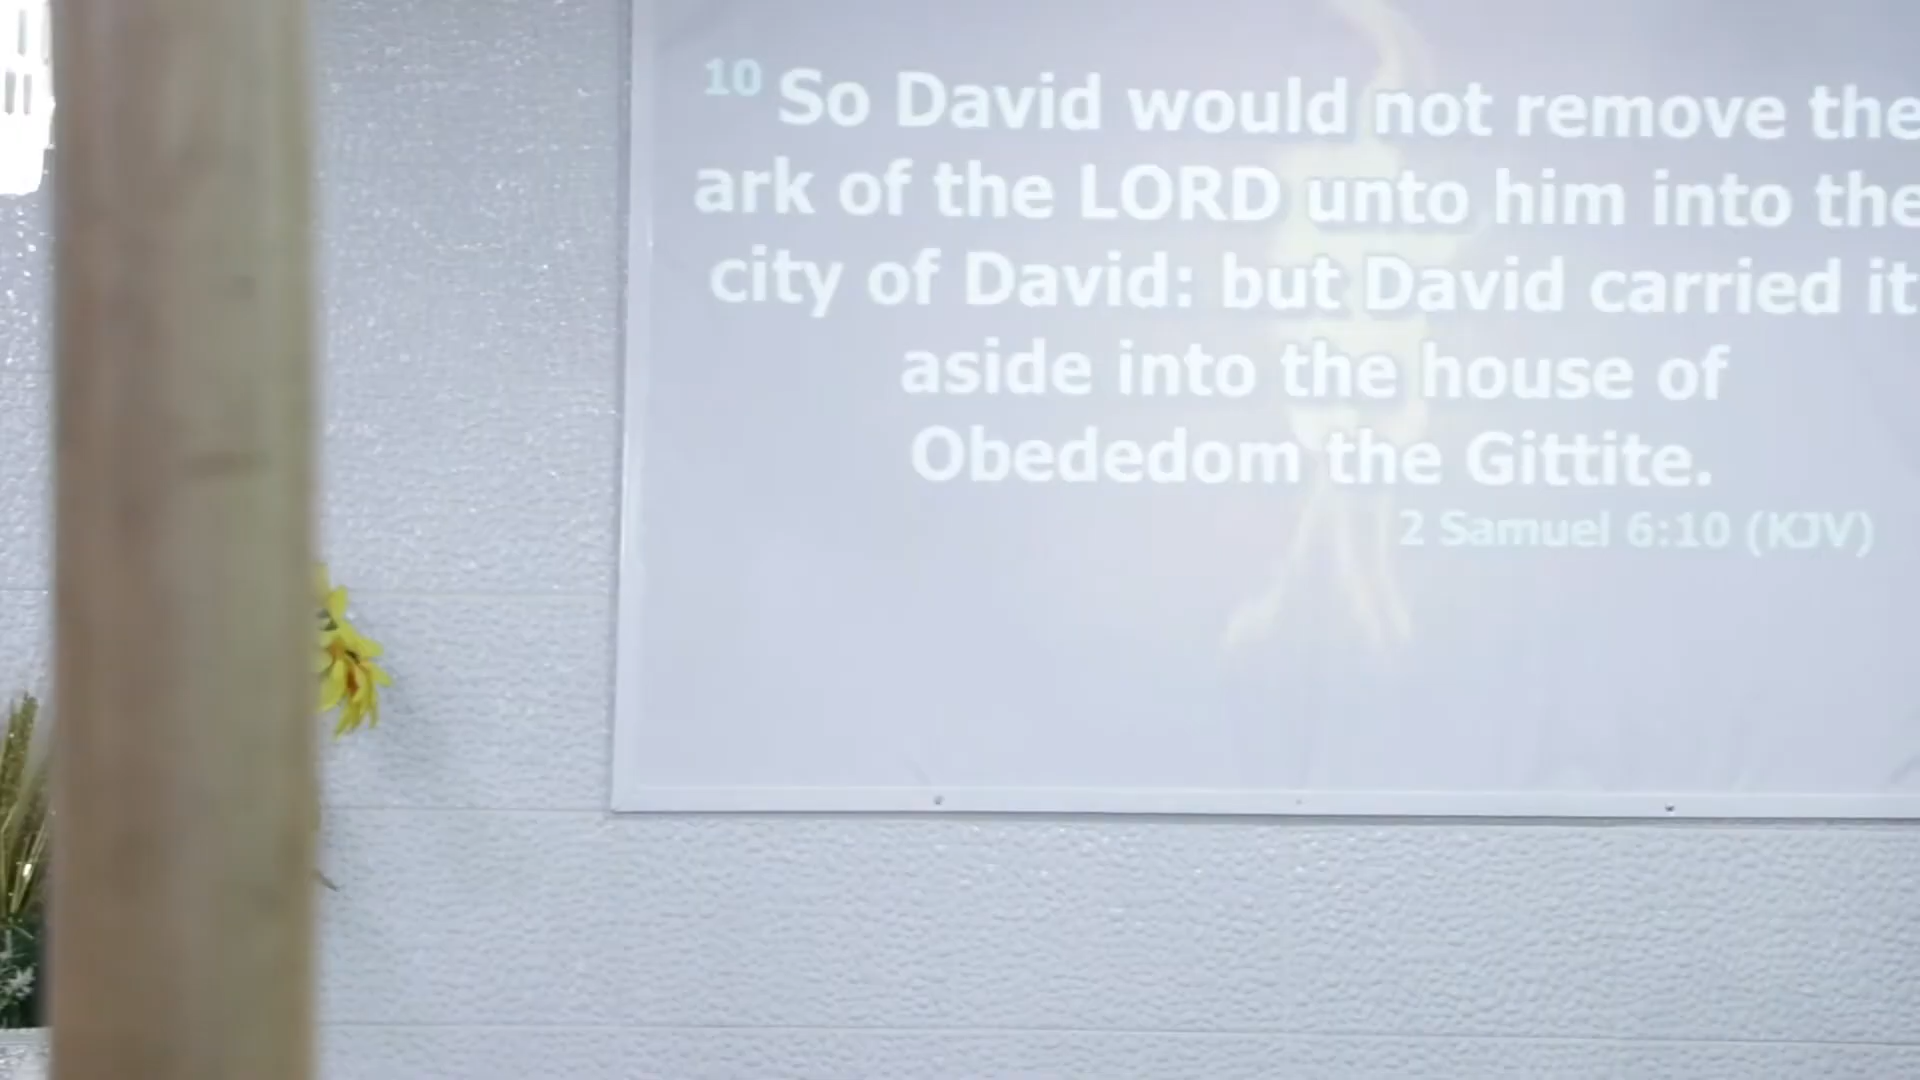 10 So David would not remove the
ark of the LORD unto him into the
city of David: but David carried it
aside into the house of
Obededom the Gittite.
2 Samuel 6:10 (KJV)